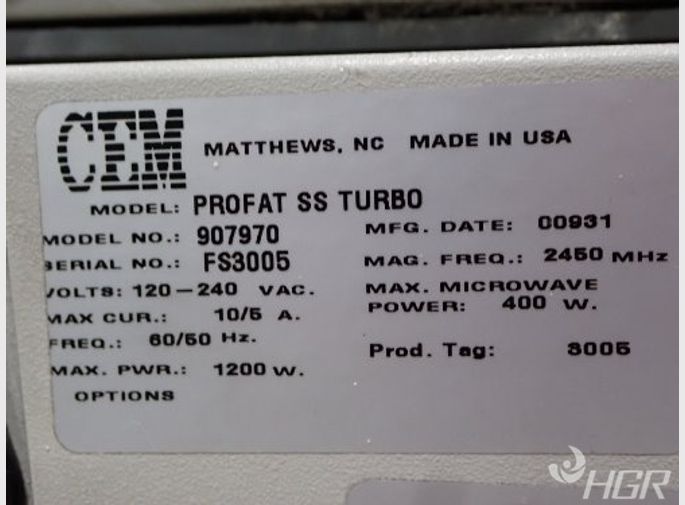 CEM MATTHEWS, NC MADE IN USA
MODEL: PROFAT SS TURBO
MODEL NO.: 907970 MFG. DATE: 00931
SERIAL NO.: FS3005 MAG. FREQ.: 2450 MHz
VOLTS: 120-240 VAC. MAX. MICROWAVE
MAX CUR.: 10/5 A. POWER: 400 W.
FREQ.: 60/50 Hz. Prod. Tag: 3005
MAX. PWR.: 1200 W.
OPTIONS
HGR